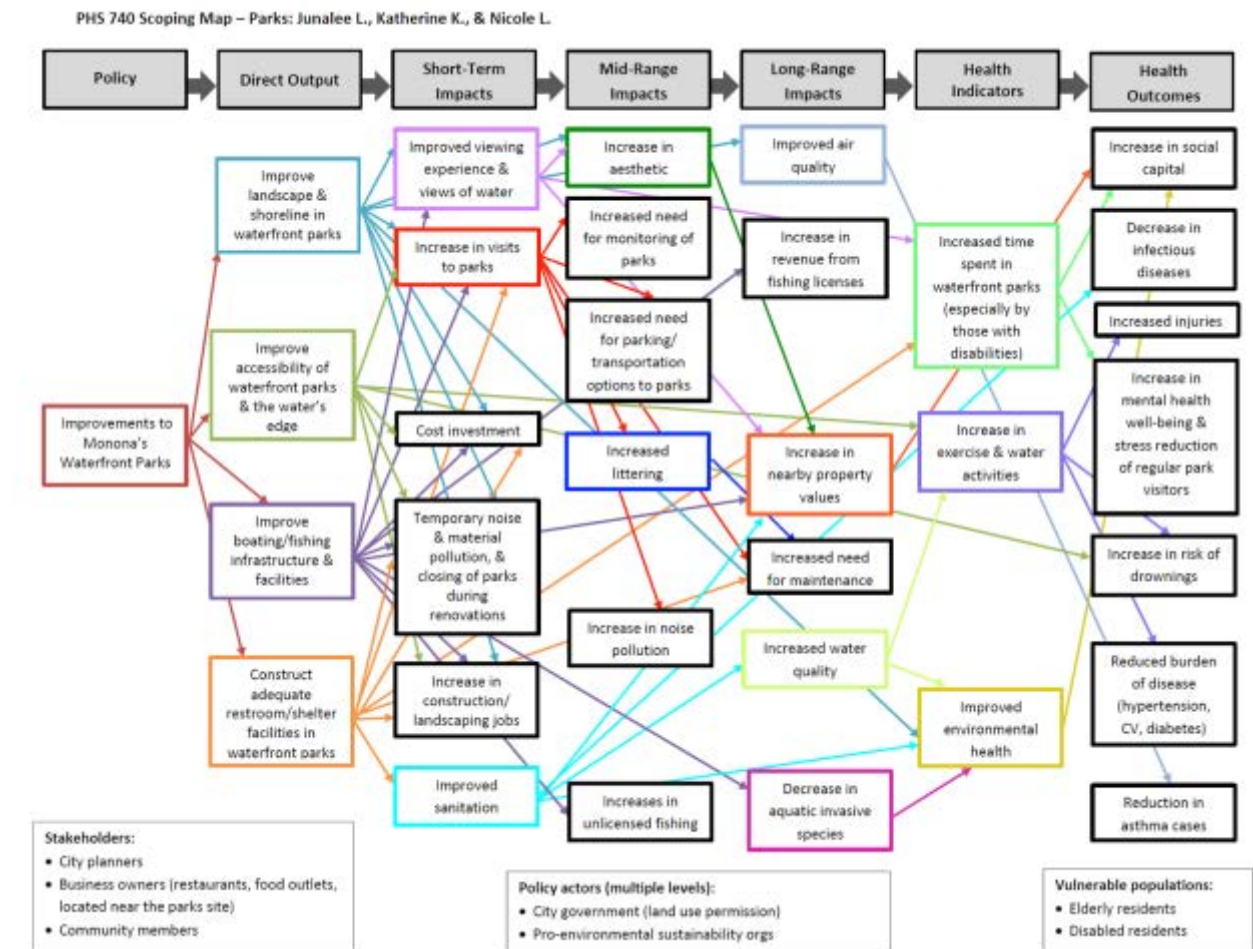 PHS 740 Scoping Map – Parks: Junalee L., Katherine K., & Nicole L.
Policy
Direct Output
Short-Term
Impacts
Mid-Range
Impacts
Long-Range
Impacts
Health
Indicators
Health
Outcomes
Improvements to
Monona's
Waterfront Parks
Improve
landscape &
shoreline in
waterfront parks
Improve
accessibility of
waterfront parks
& the water's
edge
Improve
boating/fishing
infrastructure &
facilities
Construct
adequate
restroom/shelter
facilities in
waterfront parks
Improved viewing
experience &
views of water
Increase in visits
to parks
Cost investment
Temporary noise
& material
pollution, &
closing of parks
during
renovations
Increase in
construction/
landscaping jobs
Improved
sanitation
Increase in
aesthetic
Increased need
for monitoring of
parks
Increased need
for parking/
transportation
options to parks
Increased
littering
Increase in noise
pollution
Increases in
unlicensed fishing
Improved air
quality
Increase in
revenue from
fishing licenses
Increase in
nearby property
values
Increased need
for maintenance
Increased water
quality
Decrease in
aquatic invasive
species
Increased time
spent in
waterfront parks
(especially by
those with
disabilities)
Increase in
exercise & water
activities
Improved
environmental
health
Increase in social
capital
Decrease in
infectious
diseases
Increased injuries
Increase in
mental health
well-being &
stress reduction
of regular park
visitors
Increase in risk of
drownings
Reduced burden
of disease
(hypertension,
CV, diabetes)
Reduction in
asthma cases
Stakeholders:
• City planners
• Business owners (restaurants, food outlets,
located near the parks site)
• Community members
Policy actors (multiple levels):
• City government (land use permission)
• Pro-environmental sustainability orgs
Vulnerable populations:
• Elderly residents
• Disabled residents